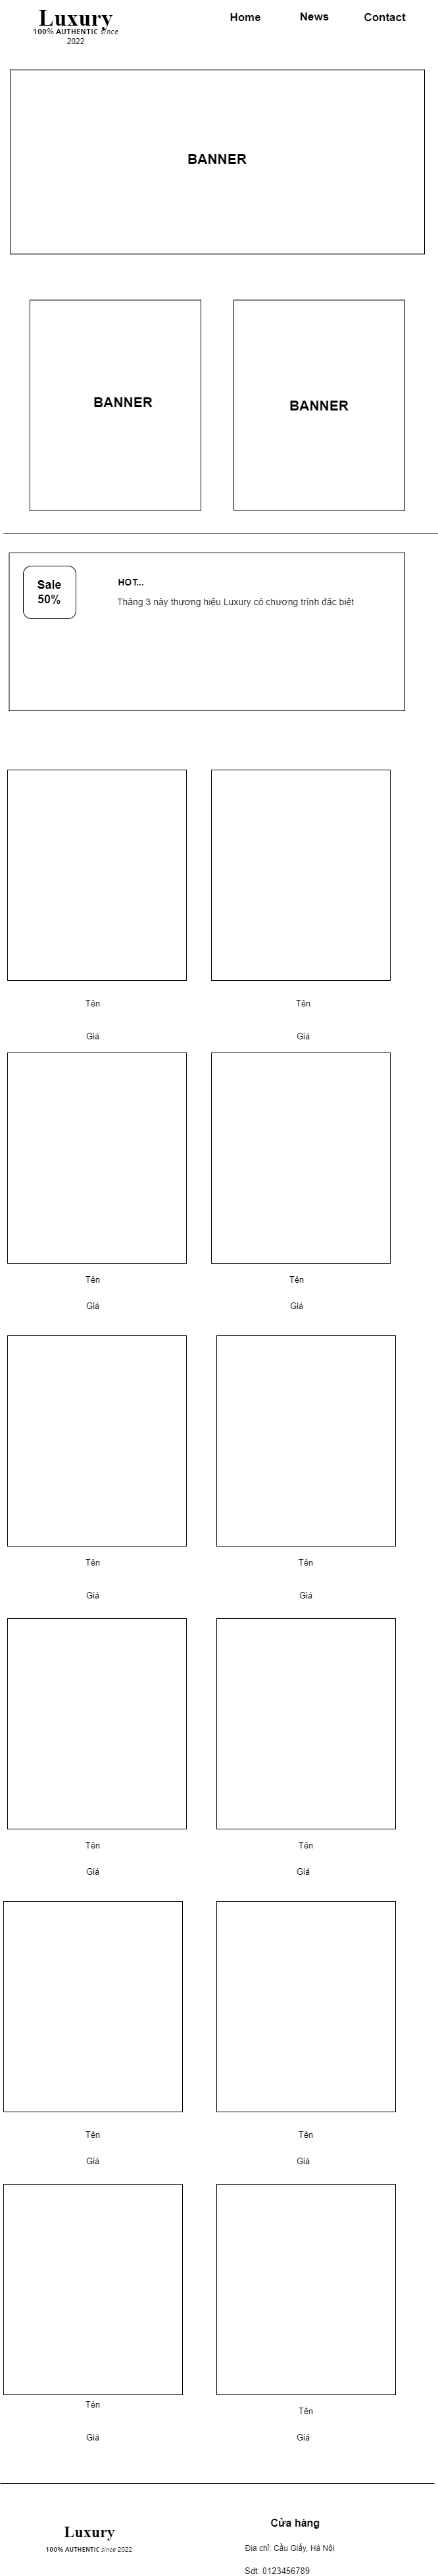 Luxury
100% AUTHENTIC since
2022
Home News Contact
BANNER
BANNER BANNER
Sale
50%
HOT...
Tháng 3 này thương hiệu Luxury có chương trình đặc biệt
Tên Tên
Giá Giá
Tên Tên
Giá Giá
Tên Tên
Giá Giá
Tên Tên
Giá Giá
Tên Tên
Giá Giá
Tên Tên
Giá Giá
Luxury
100% AUTHENTIC since 2022
Cửa hàng
Địa chỉ: Cầu Giấy, Hà Nội
Sdt: 0123456789